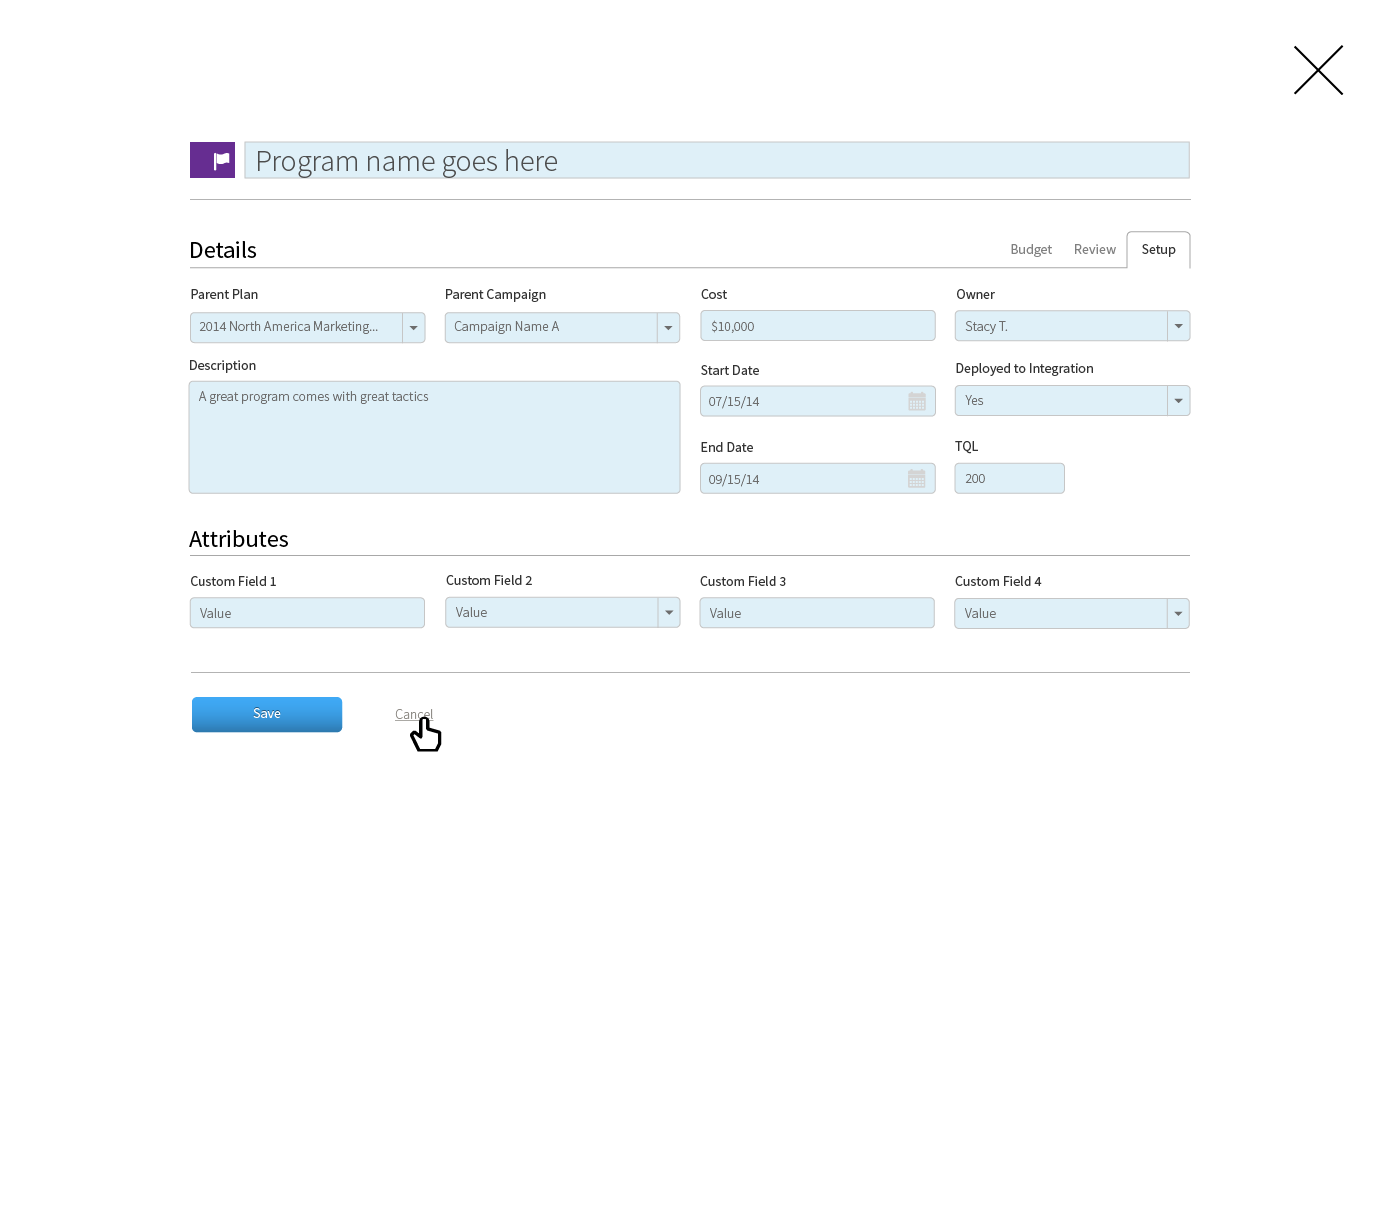 Program name goes here
Details
Budget
Review
Setup
Parent Plan
Parent Campaign
Cost
Owner
2014 North America Marketing...
Campaign Name A
$10,000
Stacy T.
Description
Start Date
Deployed to Integration
A great program comes with great tactics
07/15/14
Yes
End Date
TQL
09/15/14
200
Attributes
Custom Field 1
Custom Field 2
Custom Field 3
Custom Field 4
Value
Value
Value
Value
Save
Cancel